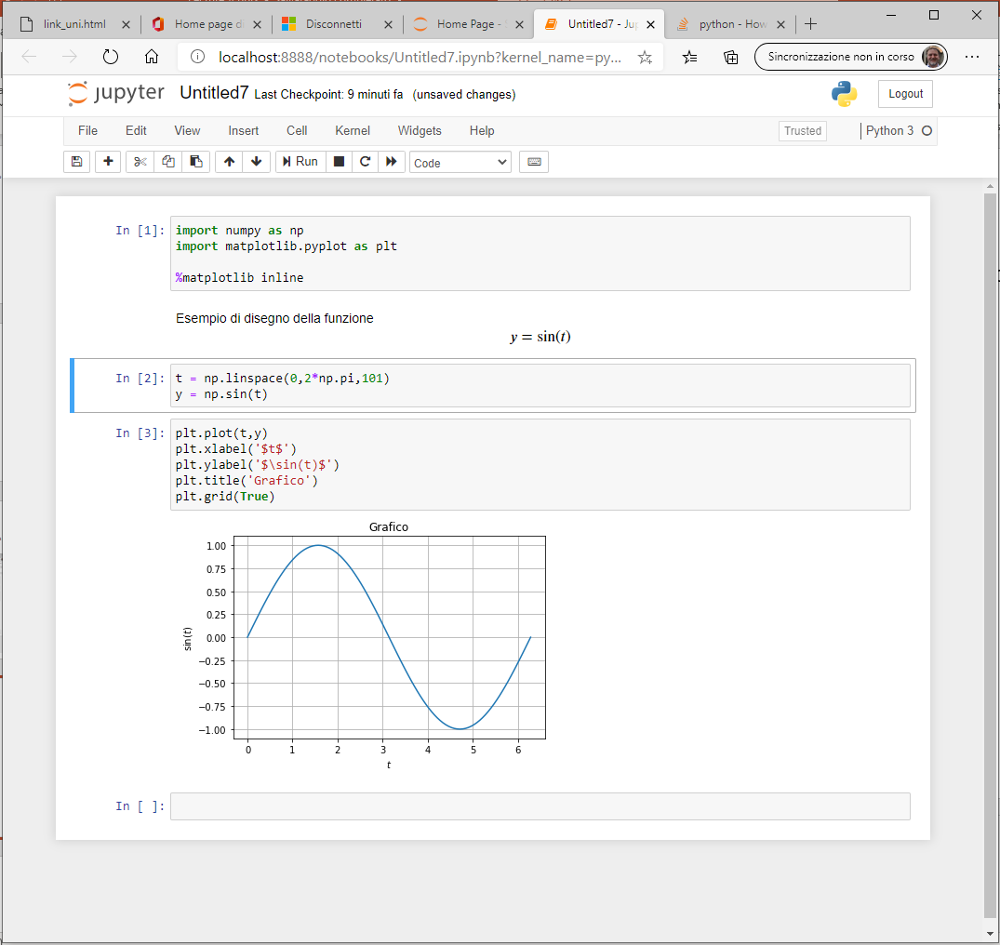 link_uni.html
Home page d
Disconnetti
Home Page -
Untitled7 - Ju
python - How
localhost:8888/notebooks/Untitled7.ipynb?kernel_name=py...
Sincronizzazione non in corso
jupyter Untitled7 Last Checkpoint: 9 minuti fa (unsaved changes)
Logout
File Edit View Insert Cell Kernel Widgets Help
Trusted
Python 3
Run
Code
In [1]: import numpy as np
import matplotlib.pyplot as plt
%matplotlib inline
Esempio di disegno della funzione
y = sin(t)
In [2]: t = np.linspace(0,2*np.pi,101)
y = np.sin(t)
In [3]: plt.plot(t,y)
plt.xlabel('$t$')
plt.ylabel('$\sin(t)$')
plt.title('Grafico')
plt.grid(True)
Grafico
1.00
0.75
0.50
0.25
0.00
−0.25
−0.50
−0.75
−1.00
sin(t)
0 1 2 3 4 5 6
t
In [ ]: